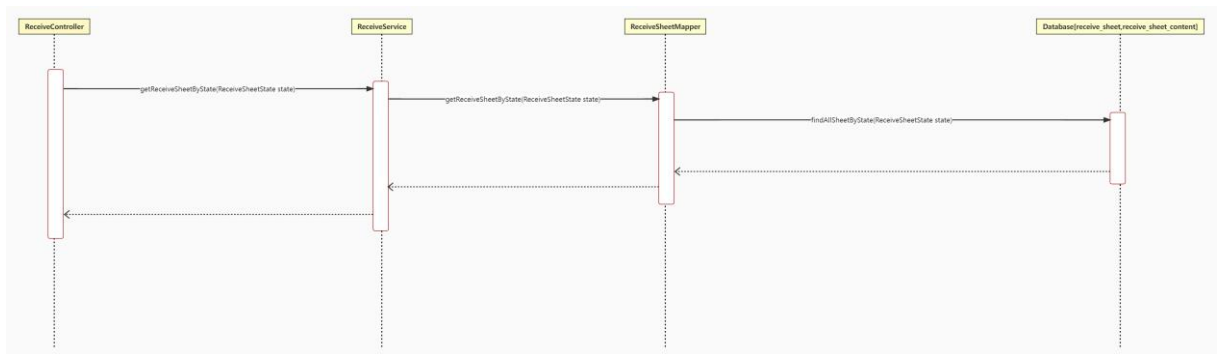 ReceiveController
ReceiveService
ReceiveSheetMapper
Database[receive_sheet,receive_sheet_content]
getReceiveSheetByState(ReceiveSheetState state)
getReceiveSheetByState(ReceiveSheetState state)
findAllSheetByState(ReceiveSheetState state)